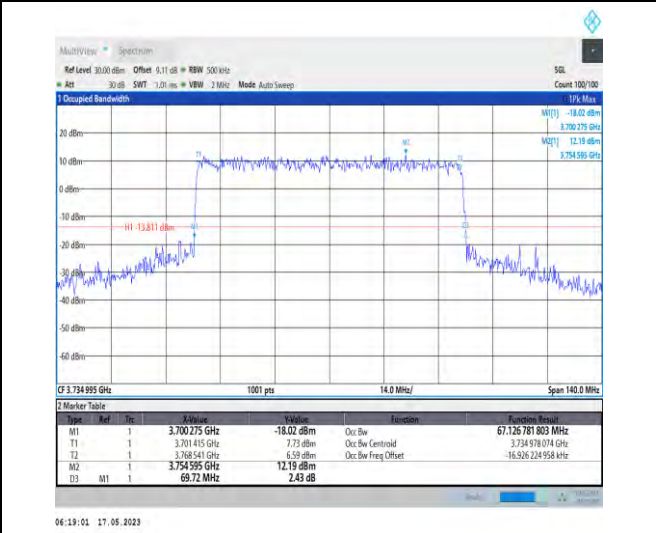 MultiView Spectrum
Ref Level 30.00 dBm Offset 9.11 dB RBW 500 kHz SGL
Att 30 dB SWT 1.01 ms VBW 2 MHz Mode Auto Sweep Count 100/100
1 Occupied Bandwidth 1Pk Max
M1[1] -18.02 dBm
3.700 275 GHz
M2[1] 12.19 dBm
3.754 595 GHz
20 dBm
M2
T1
10 dBm
0 dBm
-10 dBm
H1 -13.811 dBm M1 D3
-20 dBm
-30 dBm
-40 dBm
-50 dBm
-60 dBm
CF 3.734 995 GHz 1001 pts 14.0 MHz/ Span 140.0 MHz
2 Marker Table
Type Ref Trc X-Value Y-Value Function Function Result
M1 1 3.700 275 GHz -18.02 dBm Occ Bw 67.126 781 803 MHz
T1 1 3.701 415 GHz 7.73 dBm Occ Bw Centroid 3.734 978 074 GHz
T2 1 3.768 541 GHz 6.59 dBm Occ Bw Freq Offset -16.926 224 958 kHz
M2 1 3.754 595 GHz 12.19 dBm
D3 M1 1 69.72 MHz 2.43 dB
Ready
06:19:01 17.05.2023